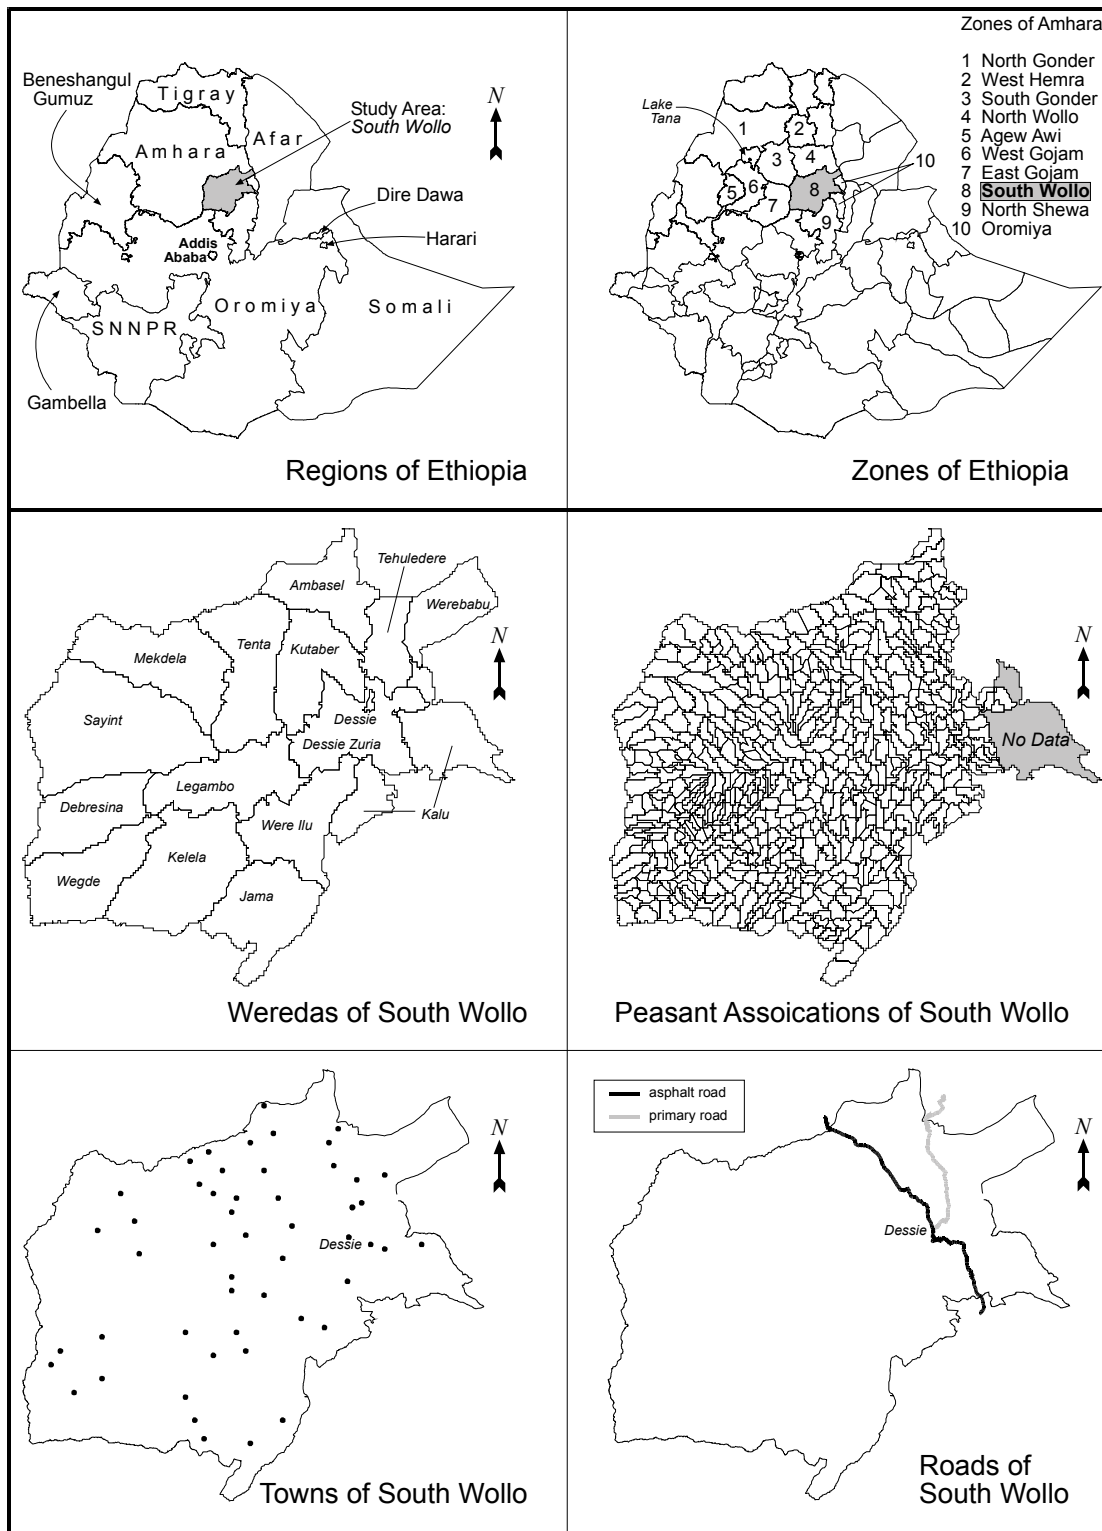 Beneshangul
Gumuz
Tigray
Study Area:
South Wollo
N
Afar
Amhara
Dire Dawa
Harari
Addis
Ababa
Oromiya
Somali
SNNPR
Gambella
Regions of Ethiopia
Zones of Amhara
1 North Gonder
2 West Hemra
3 South Gonder
4 North Wollo
5 Agew Awi
6 West Gojam
7 East Gojam
8 South Wollo
9 North Shewa
10 Oromiya
Lake
Tana
1
2
3
4
10
5
6
7
8
9
Zones of Ethiopia
Tehuledere
Ambasel
Werebabu
N
Tenta
Kutaber
Mekdela
Sayint
Dessie
Dessie Zuria
Legambo
Debresina
Kalu
Were Ilu
Kelela
Wegde
Jama
Weredas of South Wollo
N
No Data
Peasant Assoications of South Wollo
N
Dessie
Towns of South Wollo
asphalt road
primary road
N
Dessie
Roads of
South Wollo